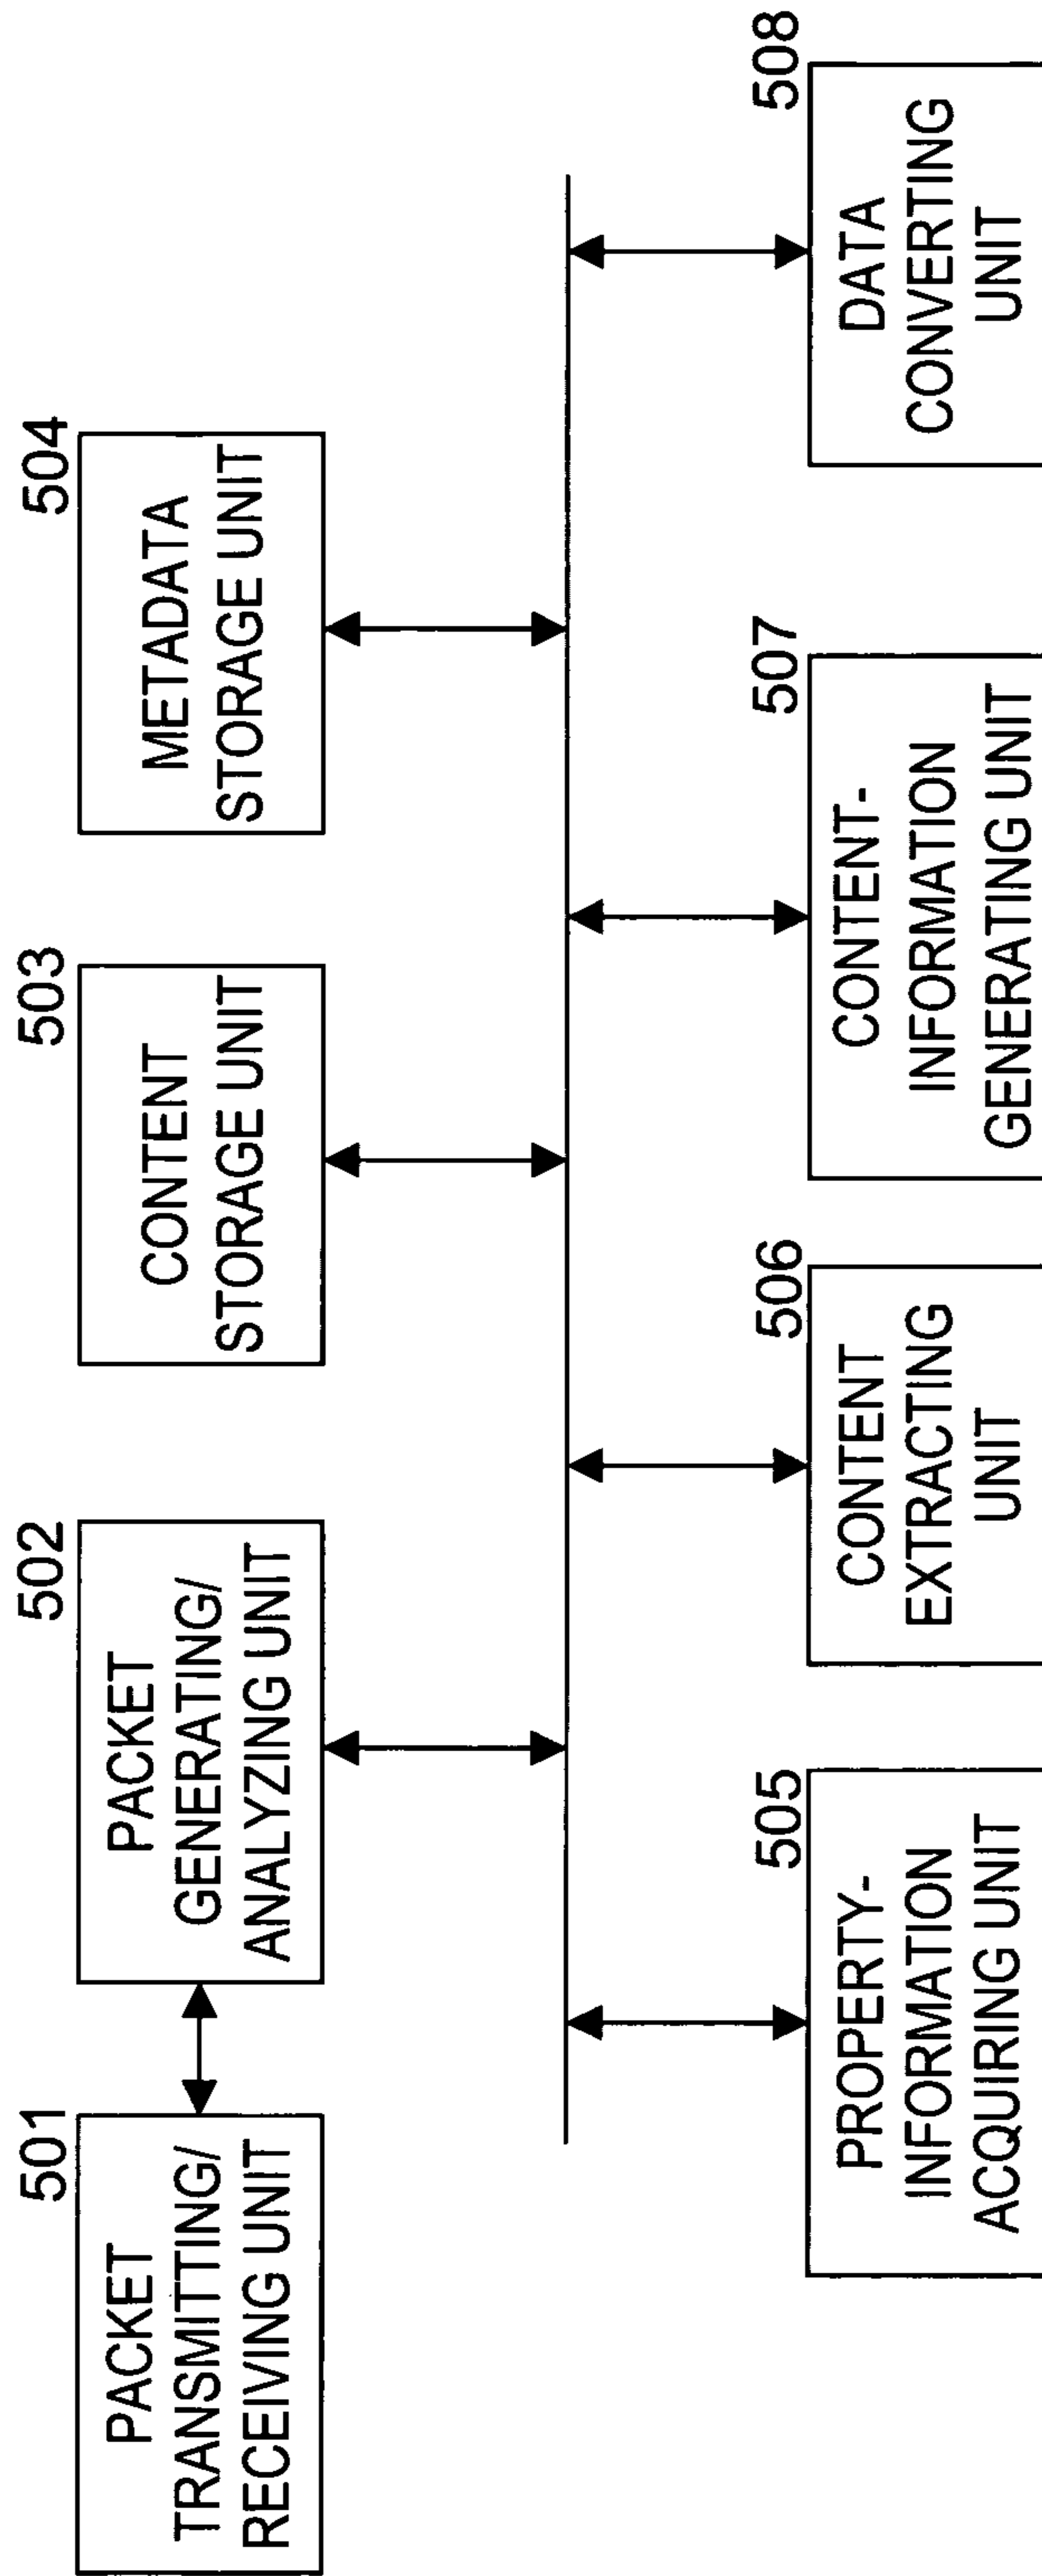 501
PACKET
TRANSMITTING/
RECEIVING UNIT
502
PACKET
GENERATING/
ANALYZING UNIT
503
CONTENT
STORAGE UNIT
504
METADATA
STORAGE UNIT
505
PROPERTY-
INFORMATION
ACQUIRING UNIT
506
CONTENT
EXTRACTING
UNIT
507
CONTENT-
INFORMATION
GENERATING UNIT
508
DATA
CONVERTING
UNIT